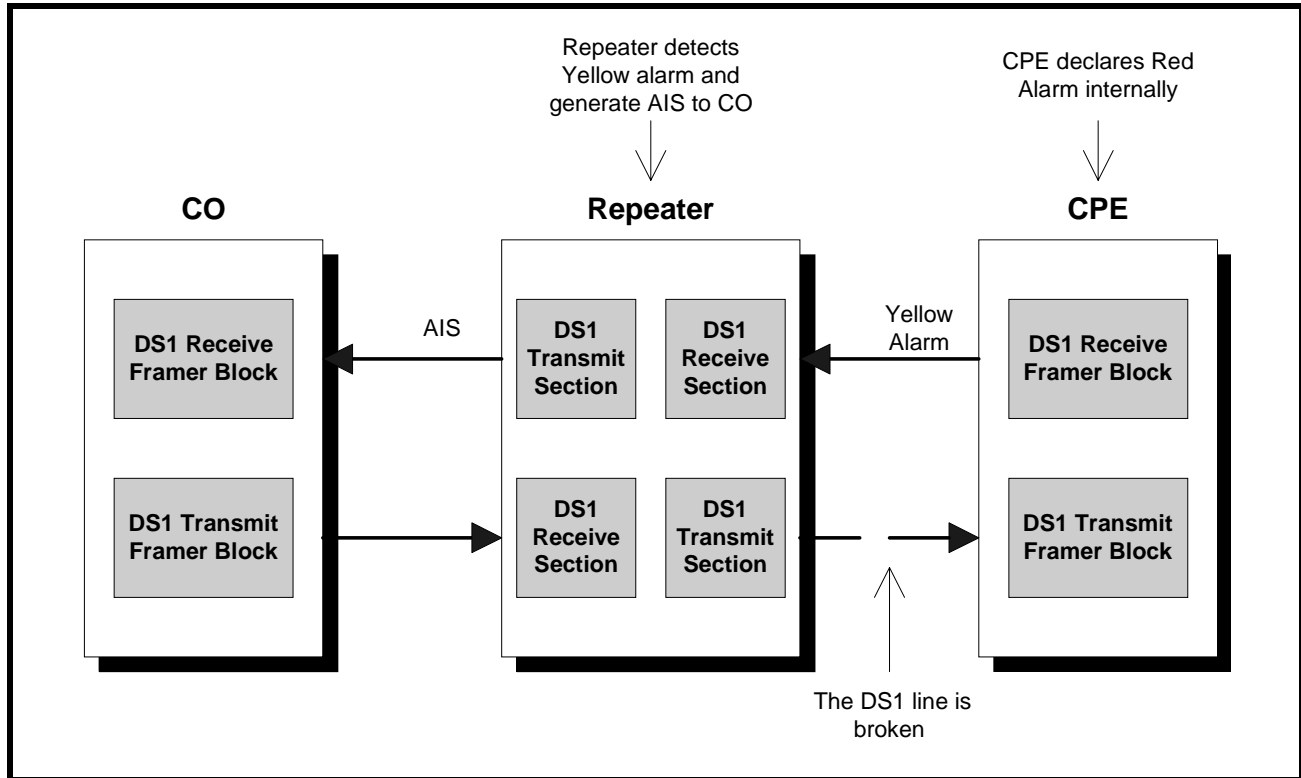 Repeater detects
Yellow alarm and
generate AIS to CO
CPE declares Red
Alarm internally
CO
Repeater
CPE
DS1 Receive
Framer Block
AIS
DS1
Transmit
Section
DS1
Receive
Section
Yellow
Alarm
DS1 Receive
Framer Block
DS1 Transmit
Framer Block
DS1
Receive
Section
DS1
Transmit
Section
DS1 Transmit
Framer Block
The DS1 line is
broken